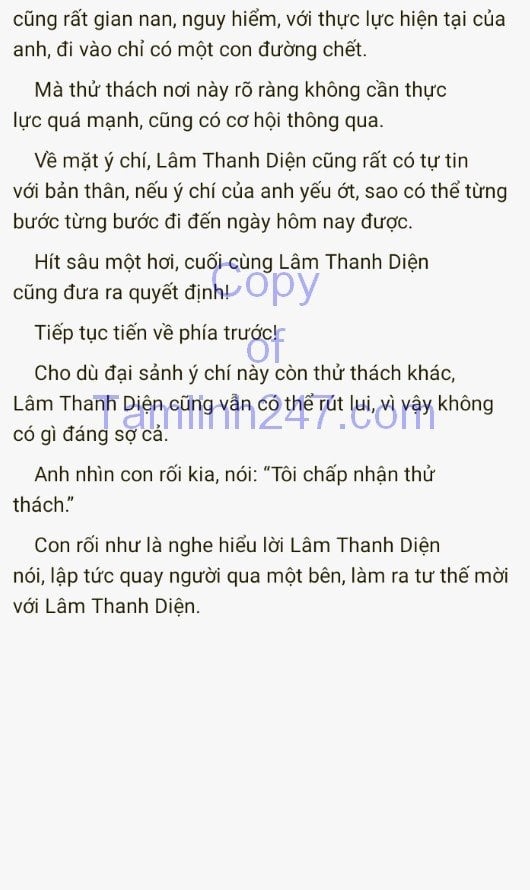 cũng rất gian nan, nguy hiểm, với thực lực hiện tại của
anh, đi vào chỉ có một con đường chết.
Mà thử thách nơi này rõ ràng không cần thực
lực quá mạnh, cũng có cơ hội thông qua.
Về mặt ý chí, Lâm Thanh Diện cũng rất có tự tin
với bản thân, nếu ý chí của anh yếu ớt, sao có thể từng
bước từng bước đi đến ngày hôm nay được.
Hít sâu một hơi, cuối cùng Lâm Thanh Diện
cũng đưa ra quyết định!
Copy
Tiếp tục tiến về phía trước!
of
Cho dù đại sảnh ý chí này còn thử thách khác,
Lâm Thanh Diện cũng vẫn có thể rút lui, vì vậy không
Tamlinh247.com
có gì đáng sợ cả.
Anh nhìn con rối kia, nói: “Tôi chấp nhận thử
thách.”
Con rối như là nghe hiểu lời Lâm Thanh Diện
nói, lập tức quay người qua một bên, làm ra tư thế mời
với Lâm Thanh Diện.